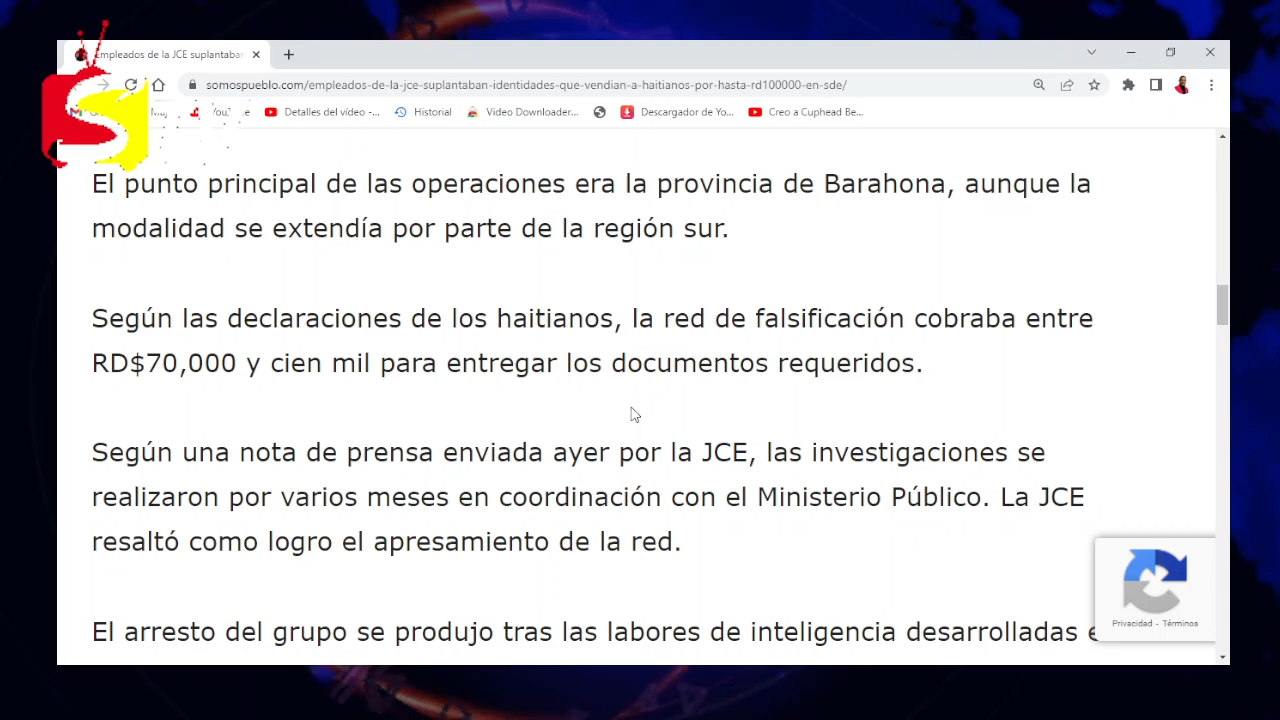 Empleados de la JCE suplantaba
somospueblo.com/empleados-de-la-jce-suplantaban-identidades-que-vendian-a-haitianos-por-hasta-rd100000-en-sde/
Detalles del vídeo -...
Historial
Video Downloader...
Descargador de Yo...
Creo a Cuphead Be...
El punto principal de las operaciones era la provincia de Barahona, aunque la
modalidad se extendía por parte de la región sur.
Según las declaraciones de los haitianos, la red de falsificación cobraba entre
RD$70,000 y cien mil para entregar los documentos requeridos.
Según una nota de prensa enviada ayer por la JCE, las investigaciones se
realizaron por varios meses en coordinación con el Ministerio Público. La JCE
resaltó como logro el apresamiento de la red.
El arresto del grupo se produjo tras las labores de inteligencia desarrolladas
Privacidad - Términos